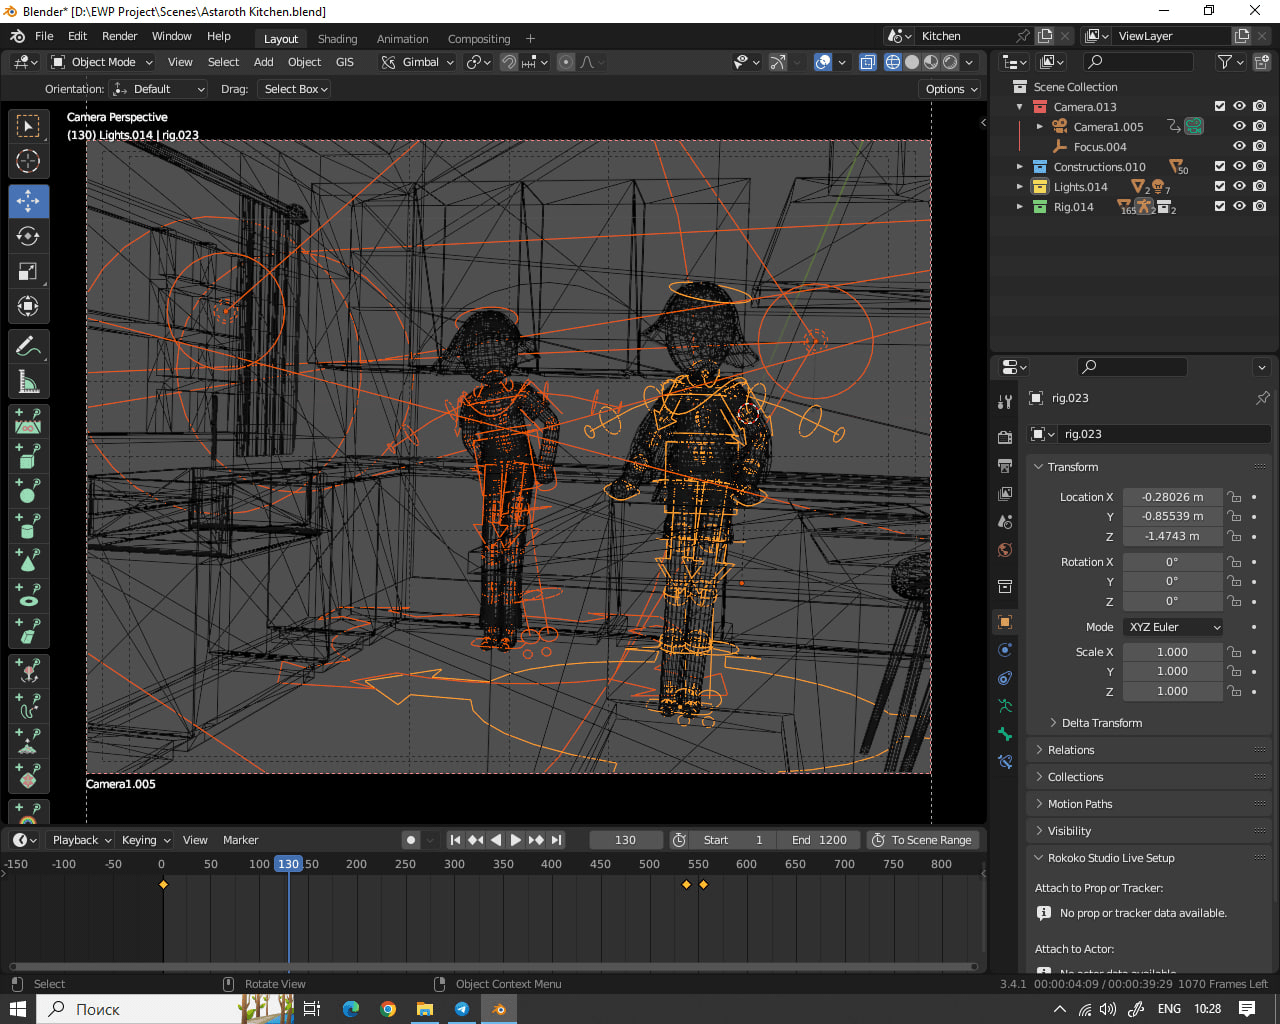 Blender* [D:\EWP Project\Scenes\Astaroth Kitchen.blend]
File Edit Render Window Help Layout Shading Animation Compositing + Kitchen ViewLayer
Object Mode View Select Add Object GIS Gimbal
Orientation: Default Drag: Select Box Options
Camera Perspective
(130) Lights.014 | rig.023
Camera1.005
Scene Collection
Camera.013
Camera1.005
Focus.004
Constructions.010 50
Lights.014 2 7
Rig.014 165 2 2
rig.023
rig.023
Transform
Location X -0.28026 m
Y -0.85539 m
Z -1.4743 m
Rotation X 0°
Y 0°
Z 0°
Mode XYZ Euler
Scale X 1.000
Y 1.000
Z 1.000
Delta Transform
Relations
Collections
Motion Paths
Visibility
Rokoko Studio Live Setup
Attach to Prop or Tracker:
No prop or tracker data available.
Attach to Actor:
No actor data available.
Playback Keying View Marker 130 Start 1 End 1200 To Scene Range
-150 -100 -50 0 50 100 130 50 200 250 300 350 400 450 500 550 600 650 700 750 800
Select Rotate View Object Context Menu 3.4.1 00:00:04:09 / 00:00:39:29 1070 Frames Left
Поиск ENG 10:28